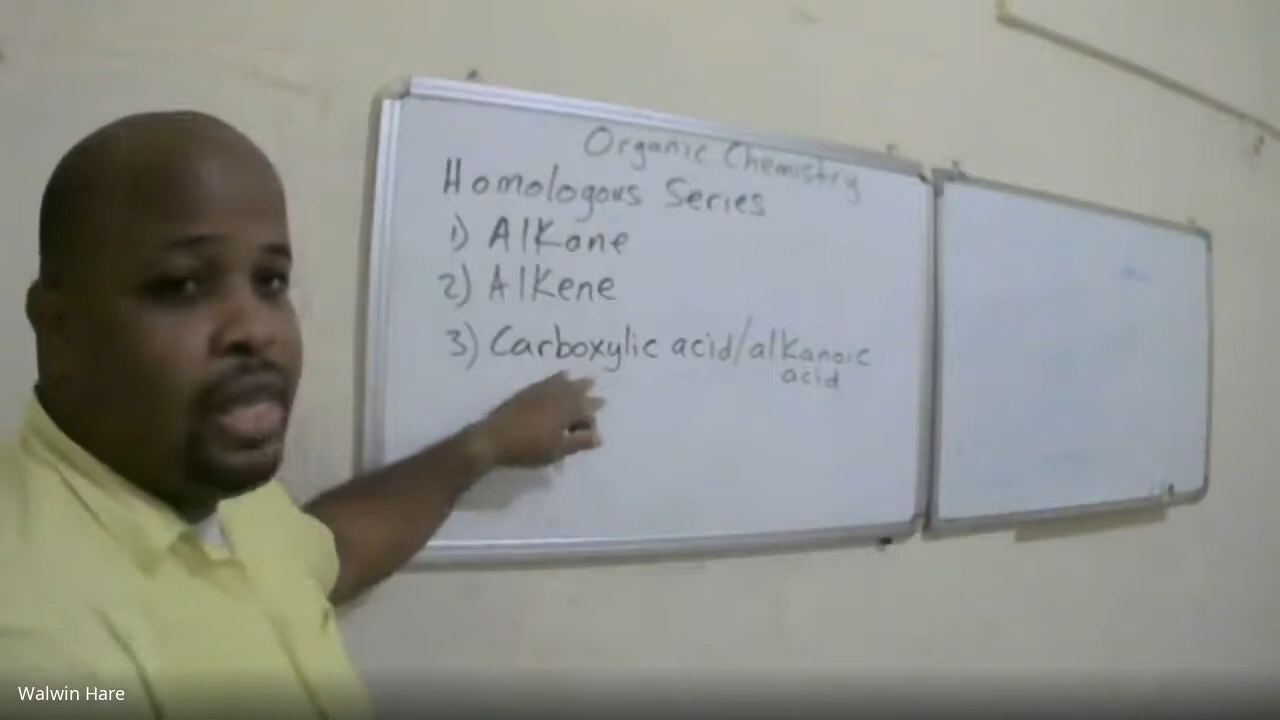 Organic Chemistry
Homologous Series
1) Alkane
2) Alkene
3) Carboxylic acid/alkanoic
acid
Walwin Hare